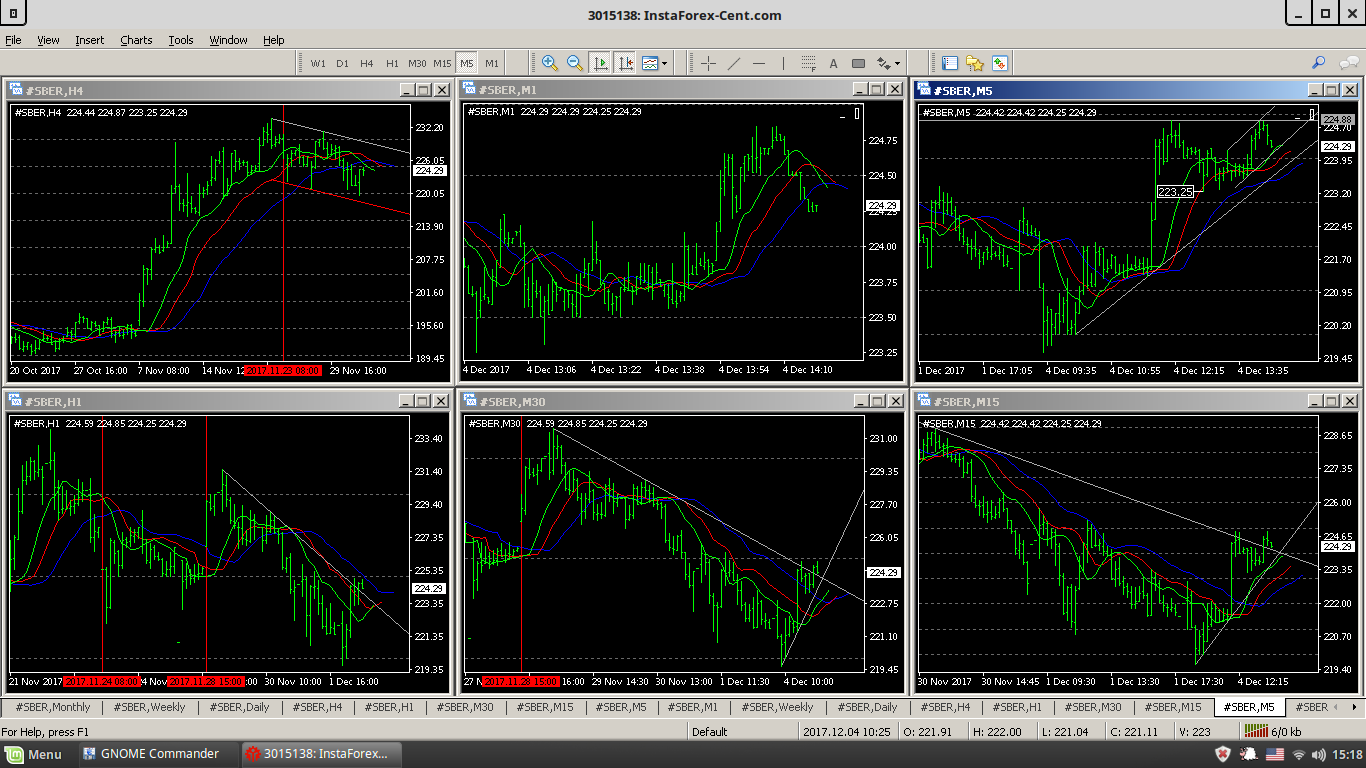 3015138: InstaForex-Cent.com
File View Insert Charts Tools Window Help
W1 D1 H4 H1 M30 M15 M5 M1
A
#SBER,H4
#SBER,H4 224.44 224.87 223.25 224.29
232.20
226.05
224.29
220.05
213.90
207.75
201.60
195.60
189.45
20 Oct 2017 27 Oct 16:00 7 Nov 08:00 14 Nov 12 2017.11.23 08:00 29 Nov 16:00
#SBER,M1
#SBER,M1 224.29 224.29 224.25 224.29
224.75
224.50
224.29
224.25
224.00
223.75
223.50
223.25
4 Dec 2017 4 Dec 13:06 4 Dec 13:22 4 Dec 13:38 4 Dec 13:54 4 Dec 14:10
#SBER,M5
#SBER,M5 224.42 224.42 224.25 224.29
224.88
224.70
224.29
223.95
223.25
223.20
222.45
221.70
220.95
220.20
219.45
1 Dec 2017 1 Dec 17:05 4 Dec 09:35 4 Dec 10:55 4 Dec 12:15 4 Dec 13:35
#SBER,H1
#SBER,H1 224.59 224.85 224.25 224.29
233.40
231.40
229.40
227.35
225.35
224.29
223.35
221.35
219.35
21 Nov 2017 2017.11.24 08:00 4 Nov 2017.11.28 15:00 :00 30 Nov 10:00 1 Dec 16:00
#SBER,M30
#SBER,M30 224.59 224.85 224.25 224.29
231.00
229.35
227.70
226.05
224.29
222.75
221.10
219.45
27 N 2017.11.28 15:00 16:00 29 Nov 14:30 30 Nov 13:00 1 Dec 11:30 4 Dec 10:00
#SBER,M15
#SBER,M15 224.42 224.42 224.25 224.29
228.65
227.35
226.00
224.65
224.29
223.35
222.00
220.70
219.40
30 Nov 2017 30 Nov 14:45 1 Dec 09:30 1 Dec 13:30 1 Dec 17:30 4 Dec 12:15
#SBER,Monthly #SBER,Weekly #SBER,Daily #SBER,H4 #SBER,H1 #SBER,M30 #SBER,M15 #SBER,M5 #SBER,M1 #SBER,Weekly #SBER,Daily #SBER,H4 #SBER,H1 #SBER,M30 #SBER,M15 #SBER,M5 #SBER
For Help, press F1 Default 2017.12.04 10:25 O: 221.91 H: 222.00 L: 221.04 C: 221.11 V: 223 6/0 kb
Menu GNOME Commander 3015138: InstaForex... 15:18